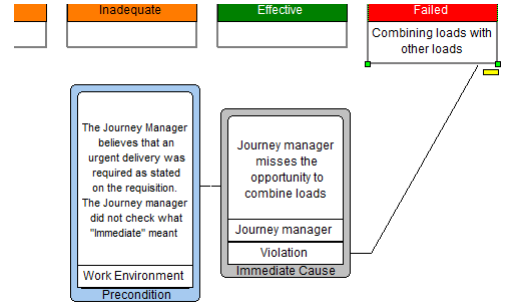 Inadequate
Effective
Failed
Combining loads with
other loads
The Journey Manager
believes that an
urgent delivery was
required as stated
on the requisition.
The Journey manager
did not check what
"Immediate" meant
Work Environment
Precondition
Journey manager
misses the
opportunity to
combine loads
Journey manager
Violation
Immediate Cause